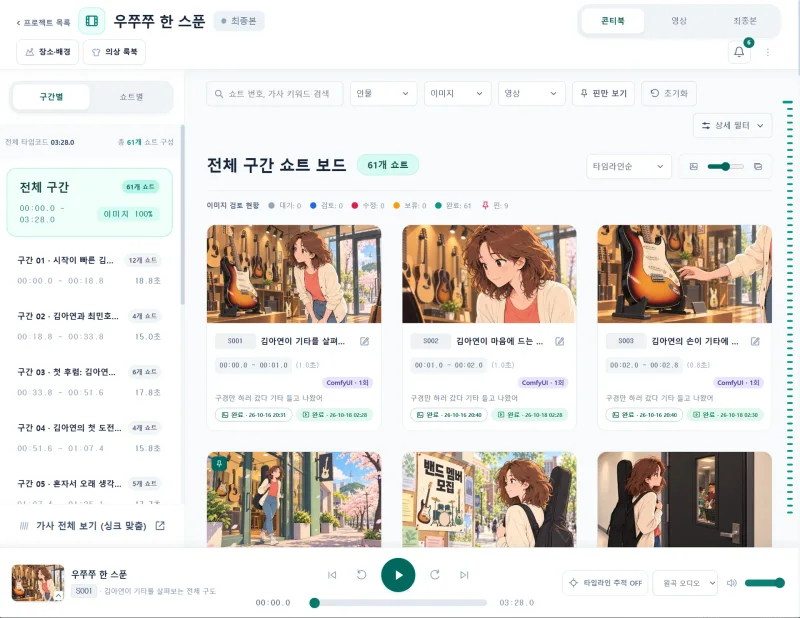 프로젝트 목록
우쭈쭈 한 스푼
최종본
콘티북
영상
최종본
장소·배경
의상 룩북
6
구간별
쇼트별
쇼트 번호, 가사 키워드 검색
인물
이미지
영상
핀만 보기
초기화
상세 필터
전체 타임코드 03:28.0
총 61개 쇼트 구성
전체 구간
61개 쇼트
00:00.0 - 03:28.0
이미지 100%
구간 01 · 시작이 빠른 김...
12개 쇼트
00:00.0 - 00:18.8
18.8초
구간 02 · 김아연과 최민호...
4개 쇼트
00:18.8 - 00:33.8
15.0초
구간 03 · 첫 후렴: 김아연...
6개 쇼트
00:33.8 - 00:51.6
17.8초
구간 04 · 김아연의 첫 도전...
4개 쇼트
00:51.6 - 01:07.4
15.8초
구간 05 · 혼자서 오래 생각...
5개 쇼트
가사 전체 보기 (싱크 맞춤)
전체 구간 쇼트 보드
61개 쇼트
타임라인순
이미지 검토 현황
대기: 0
검토: 0
수정: 0
보류: 0
완료: 61
핀: 9
S001
김아연이 기타를 살펴...
00:00.0 - 00:01.0
(1.0초)
ComfyUI · 1회
구경만 하러 갔다 기타 들고 나왔어
완료 · 26-10-16 20:31
완료 · 26-10-18 02:28
S002
김아연이 마음에 드는 ...
00:01.0 - 00:02.0
(1.0초)
ComfyUI · 1회
구경만 하러 갔다 기타 들고 나왔어
완료 · 26-10-16 20:40
완료 · 26-10-18 02:28
S003
김아연의 손이 기타에 ...
00:02.0 - 00:02.8
(0.8초)
ComfyUI · 1회
구경만 하러 갔다 기타 들고 나왔어
완료 · 26-10-16 20:40
완료 · 26-10-18 02:30
밴드 멤버
모집
우쭈쭈 한 스푼
S001
· 김아연이 기타를 살펴보는 전체 구도
00:00.0
03:28.0
타임라인 추적 OFF
원곡 오디오